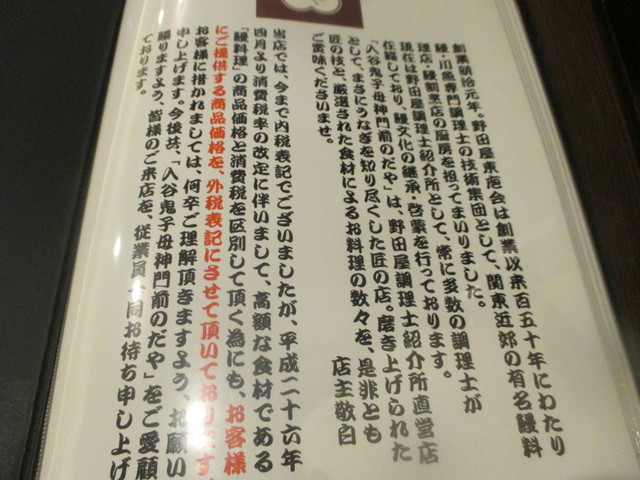 創業明治元年。野田屋東庖会は創業以来百五十年にわたり
鰻・川魚専門調理士の技術集団として、関東近郊の有名鰻料
理店・鰻割烹店の厨房を担ってまいりました。
現在は野田屋調理士紹介所として、常に多数の調理士が
在籍しており、鰻文化の継承・啓蒙を行っております。
「入谷鬼子母神門前のだや」は、野田屋調理士紹介所直営店
として、まさにうなぎを知り尽くした匠の店。磨き上げられた
匠の技と、厳選された食材によるお料理の数々を、是非とも
ご賞味くださいませ。
店主敬白
当店では、今まで内税表記でございましたが、平成二十六年
四月より消費税率の改定に伴いまして、高額な食材である
「鰻料理」の商品価格と消費税を区別して頂く為にも、お客様
にご提供する商品価格を、外税表記にさせて頂いております。
お客様に措かれましては、何卒ご理解頂きますよう、お願い
申し上げます。今後共、「入谷鬼子母神門前のだや」をご愛顧
賜りますよう、皆様のご来店を、従業員一同お待ち申し上げ
ております。